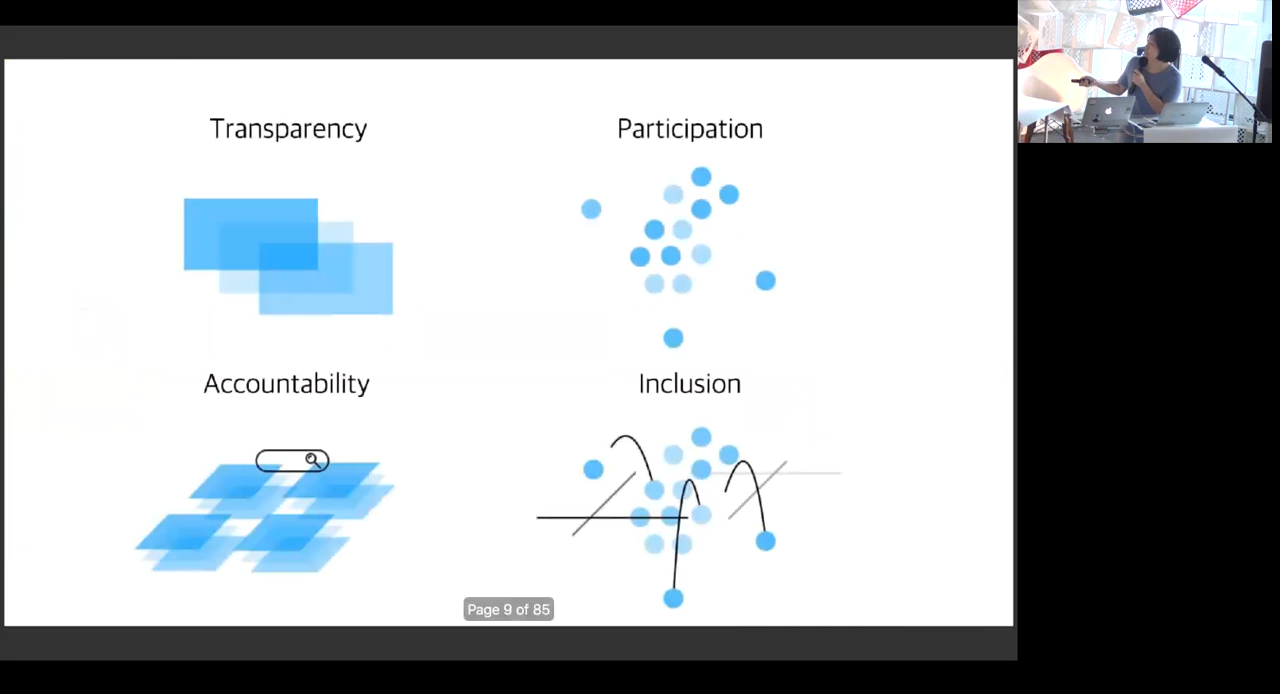 Transparency
Participation
Accountability
Inclusion
Page 9 of 85